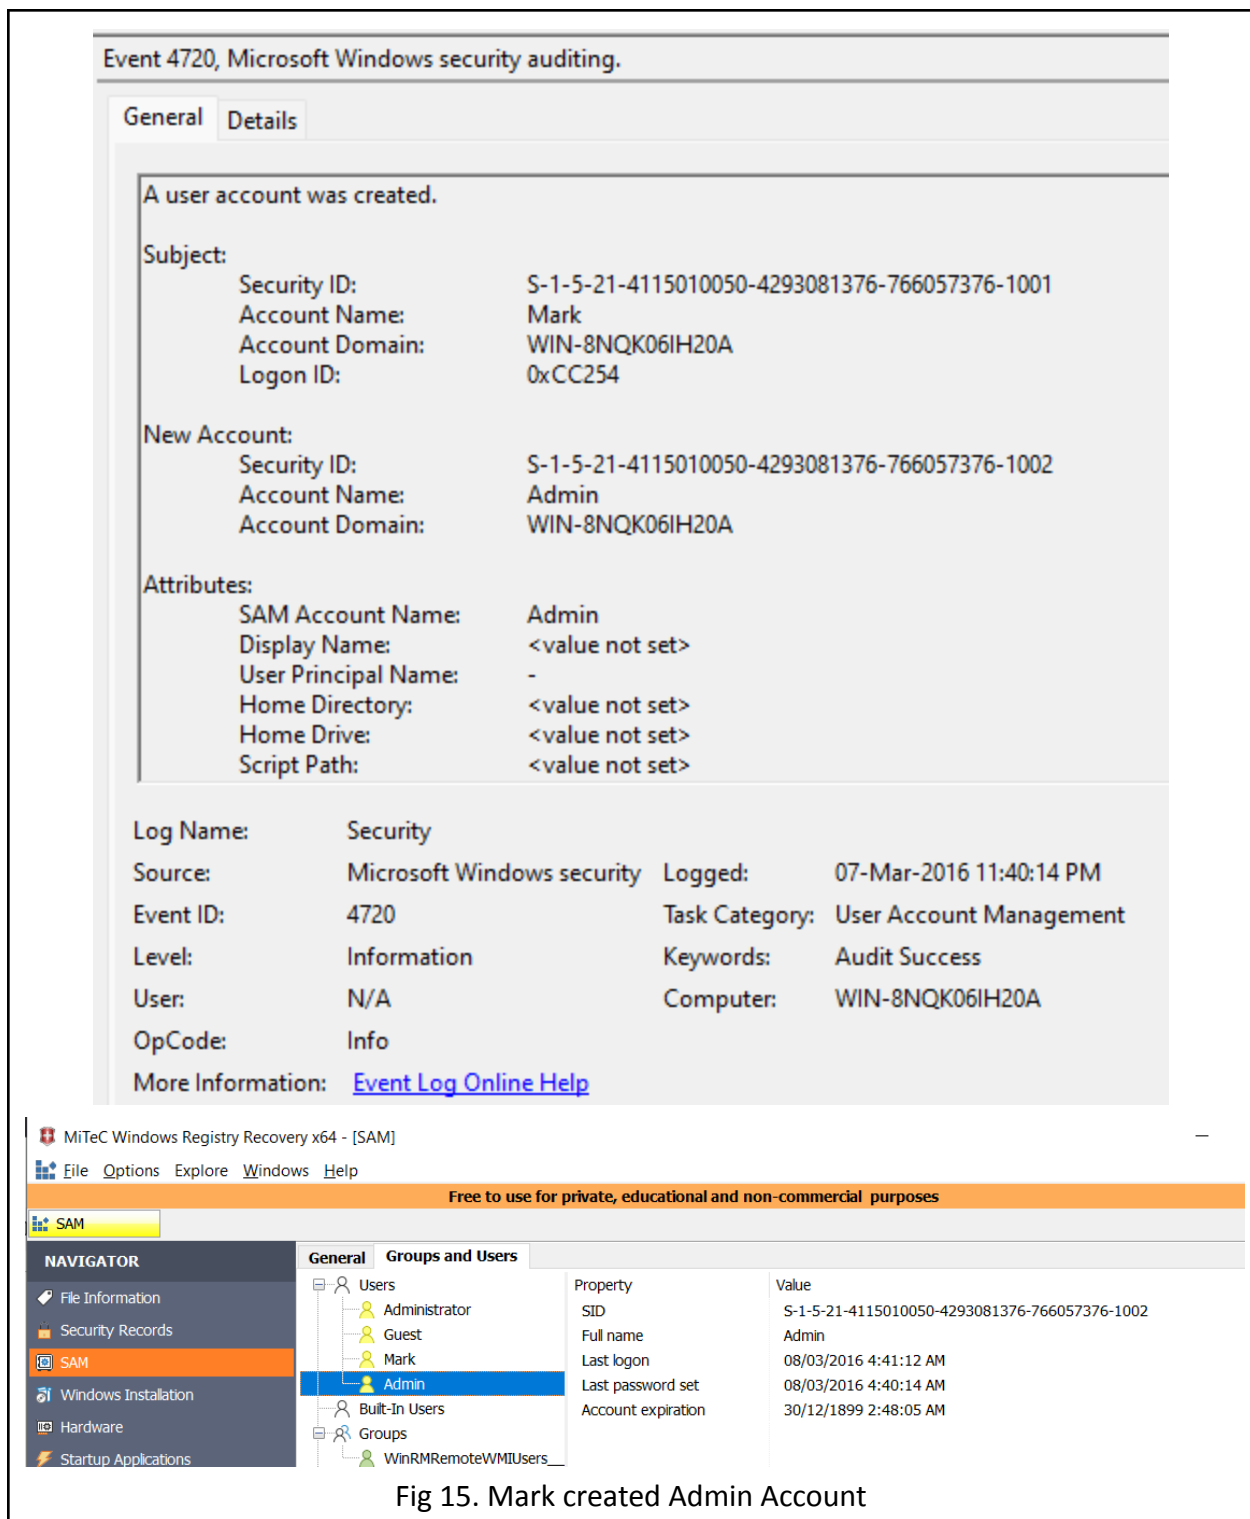 Event 4720, Microsoft Windows security auditing.
General Details
A user account was created.
Subject:
Security ID: S-1-5-21-4115010050-4293081376-766057376-1001
Account Name: Mark
Account Domain: WIN-8NQK06IH20A
Logon ID: 0xCC254
New Account:
Security ID: S-1-5-21-4115010050-4293081376-766057376-1002
Account Name: Admin
Account Domain: WIN-8NQK06IH20A
Attributes:
SAM Account Name: Admin
Display Name: <value not set>
User Principal Name: -
Home Directory: <value not set>
Home Drive: <value not set>
Script Path: <value not set>
Log Name: Security
Source: Microsoft Windows security Logged: 07-Mar-2016 11:40:14 PM
Event ID: 4720 Task Category: User Account Management
Level: Information Keywords: Audit Success
User: N/A Computer: WIN-8NQK06IH20A
OpCode: Info
More Information: Event Log Online Help
MiTeC Windows Registry Recovery x64 - [SAM]
File Options Explore Windows Help
Free to use for private, educational and non-commercial purposes
SAM
NAVIGATOR
File Information
Security Records
SAM
Windows Installation
Hardware
Startup Applications
General Groups and Users
Users
Administrator
Guest
Mark
Admin
Built-In Users
Groups
WinRMRemoteWMIUsers__
Property Value
SID S-1-5-21-4115010050-4293081376-766057376-1002
Full name Admin
Last logon 08/03/2016 4:41:12 AM
Last password set 08/03/2016 4:40:14 AM
Account expiration 30/12/1899 2:48:05 AM
Fig 15. Mark created Admin Account